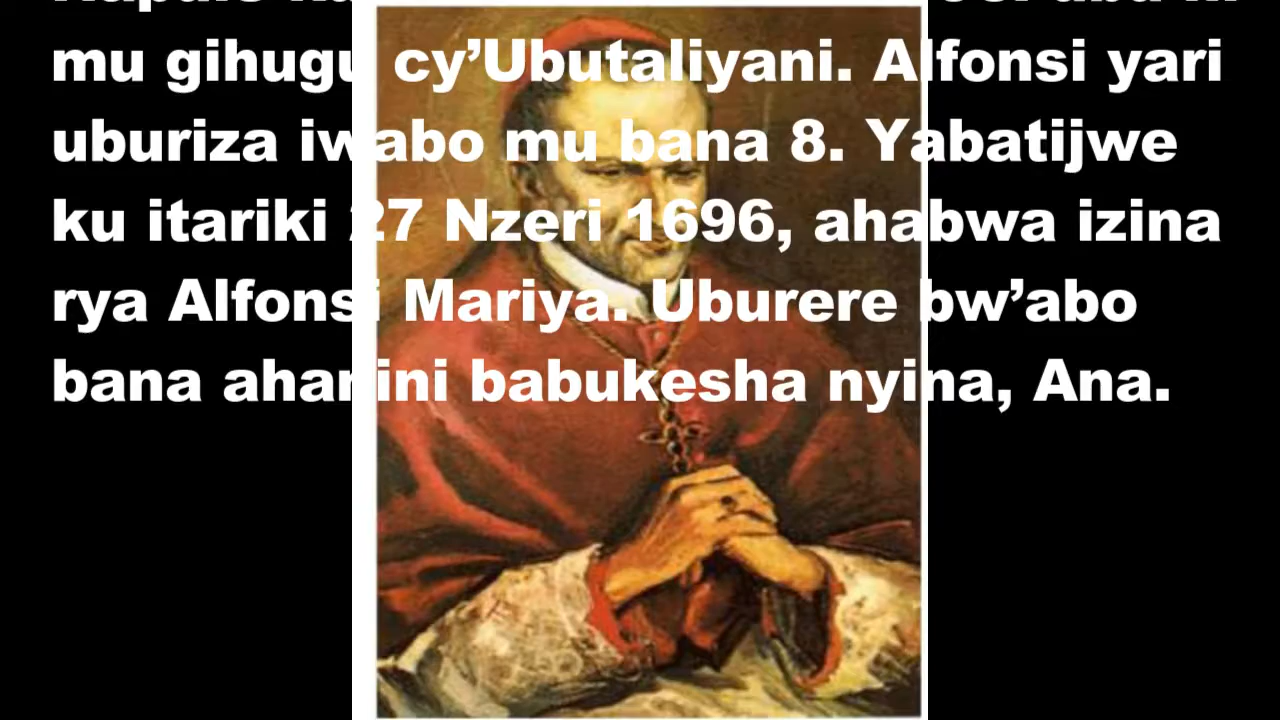 mu gihugu cy’Ubutaliyani. Alfonsi yari
uburiza iwabo mu bana 8. Yabatijwe
ku itariki 27 Nzeri 1696, ahabwa izina
rya Alfonsi Mariya. Uburere bw’abo
bana ahanini babukesha nyina, Ana.